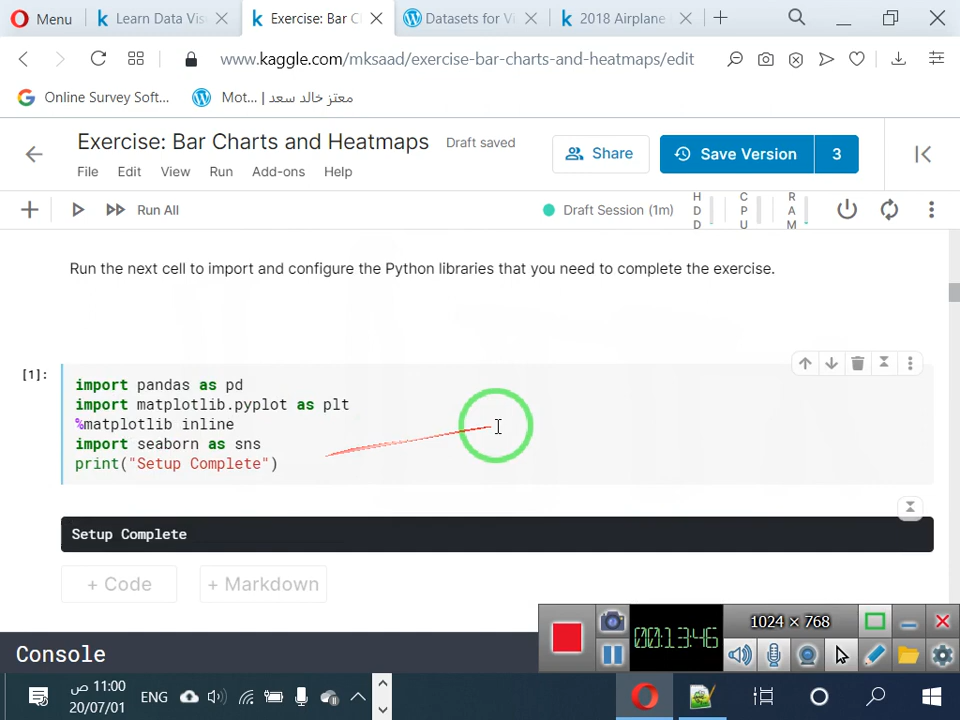 Menu
Learn Data Vis
Exercise: Bar C
Datasets for Vi
2018 Airplane
www.kaggle.com/mksaad/exercise-bar-charts-and-heatmaps/edit
Online Survey Soft...
Mot... | معتز خالد سعد
Exercise: Bar Charts and Heatmaps
Draft saved
Share
Save Version
3
File
Edit
View
Run
Add-ons
Help
Run All
Draft Session (1m)
HDD
CPU
RAM
Run the next cell to import and configure the Python libraries that you need to complete the exercise.
[1]:
import pandas as pd
import matplotlib.pyplot as plt
%matplotlib inline
import seaborn as sns
print("Setup Complete")
Setup Complete
+ Code
+ Markdown
Console
1024 × 768
00:13:46
11:00 ص
ENG
20/07/01